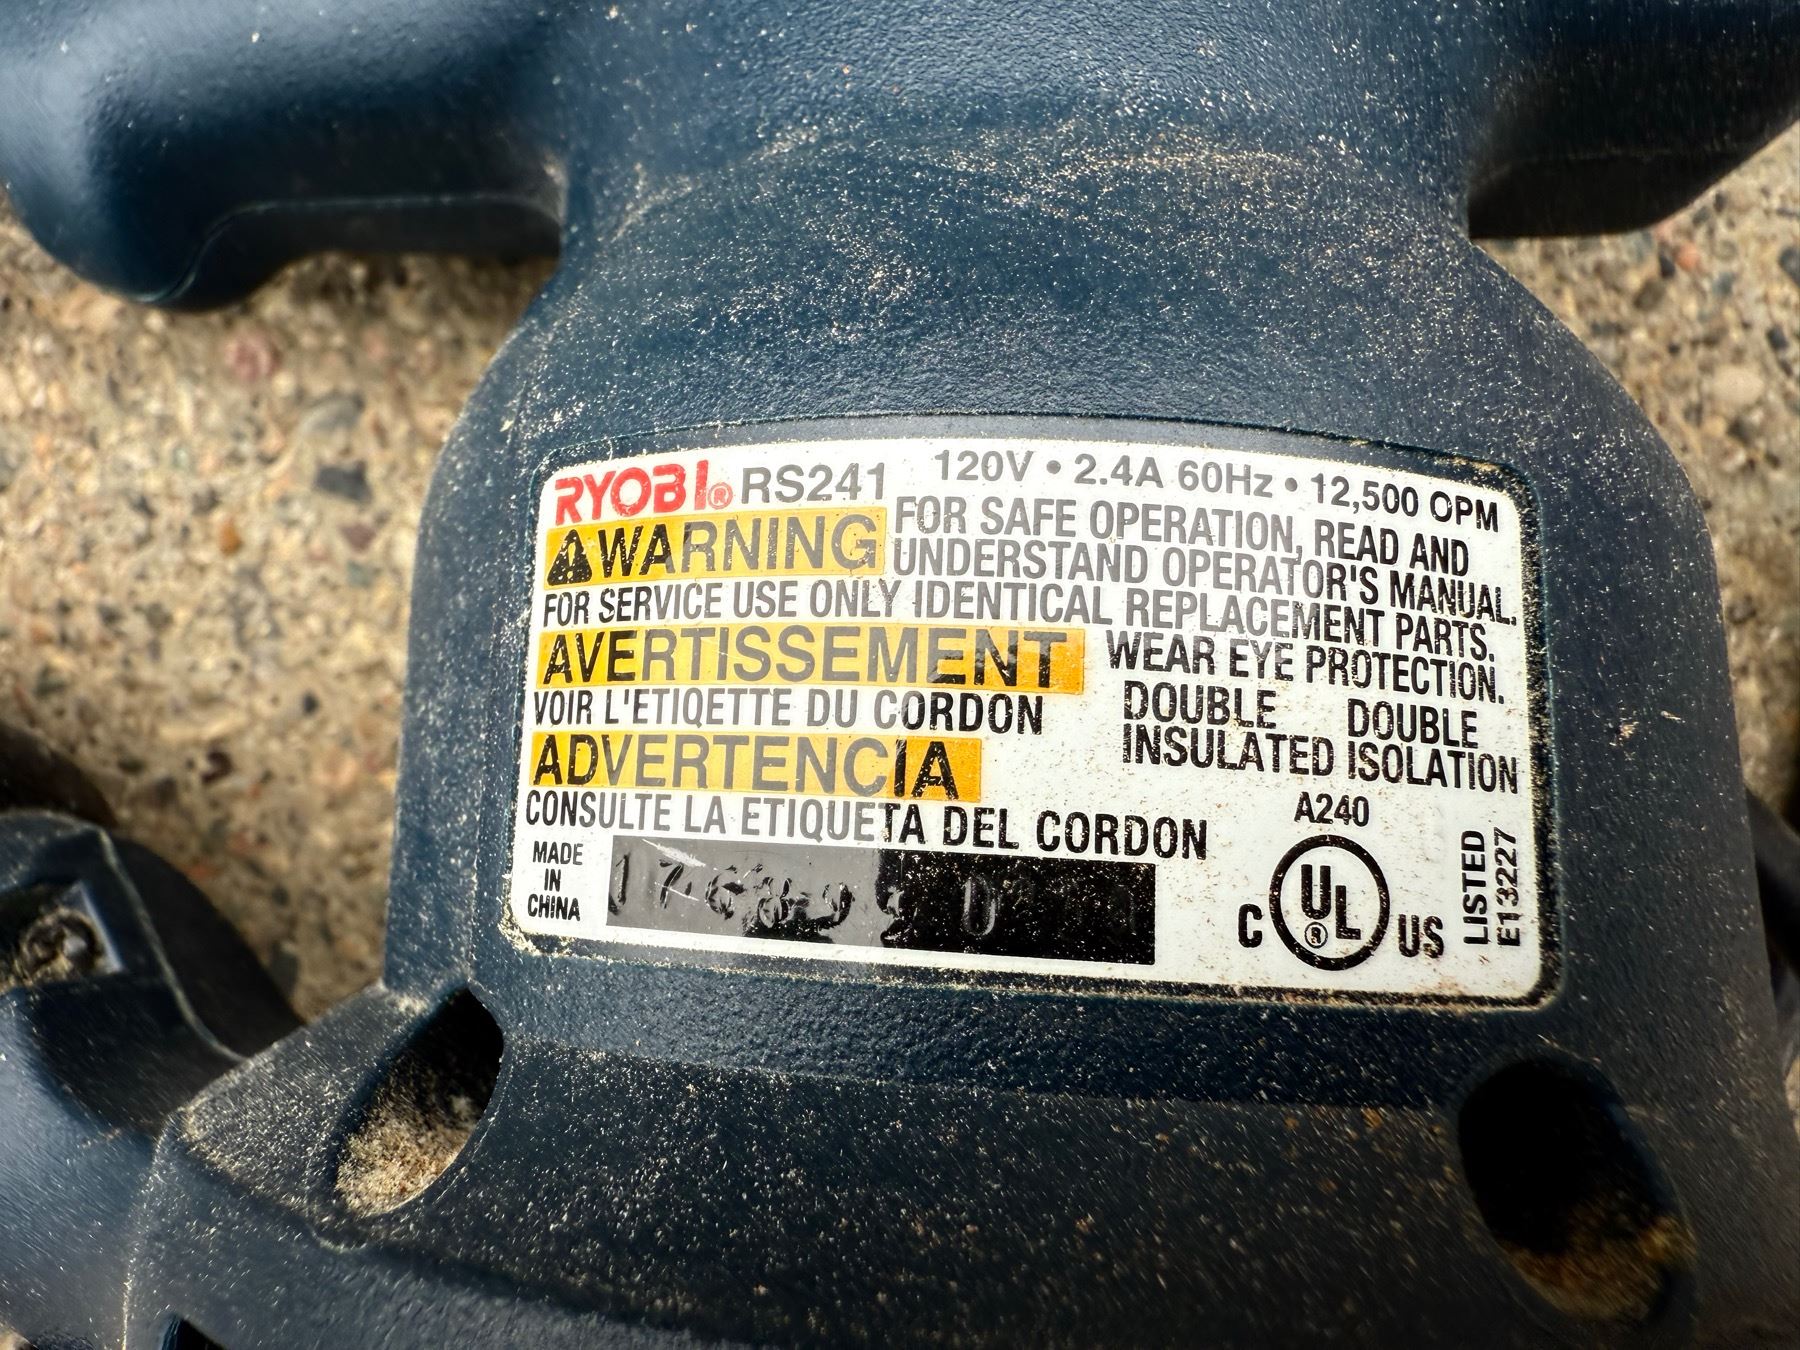 RYOBI® RS241 120V • 2.4A 60Hz • 12,500 OPM
WARNING FOR SAFE OPERATION, READ AND
UNDERSTAND OPERATOR'S MANUAL.
FOR SERVICE USE ONLY IDENTICAL REPLACEMENT PARTS.
AVERTISSEMENT WEAR EYE PROTECTION.
VOIR L'ETIQETTE DU CORDON
DOUBLE INSULATED
DOUBLE ISOLATION
ADVERTENCIA
CONSULTE LA ETIQUETA DEL CORDON
A240
MADE
IN
CHINA
C UL® US
LISTED
E13227